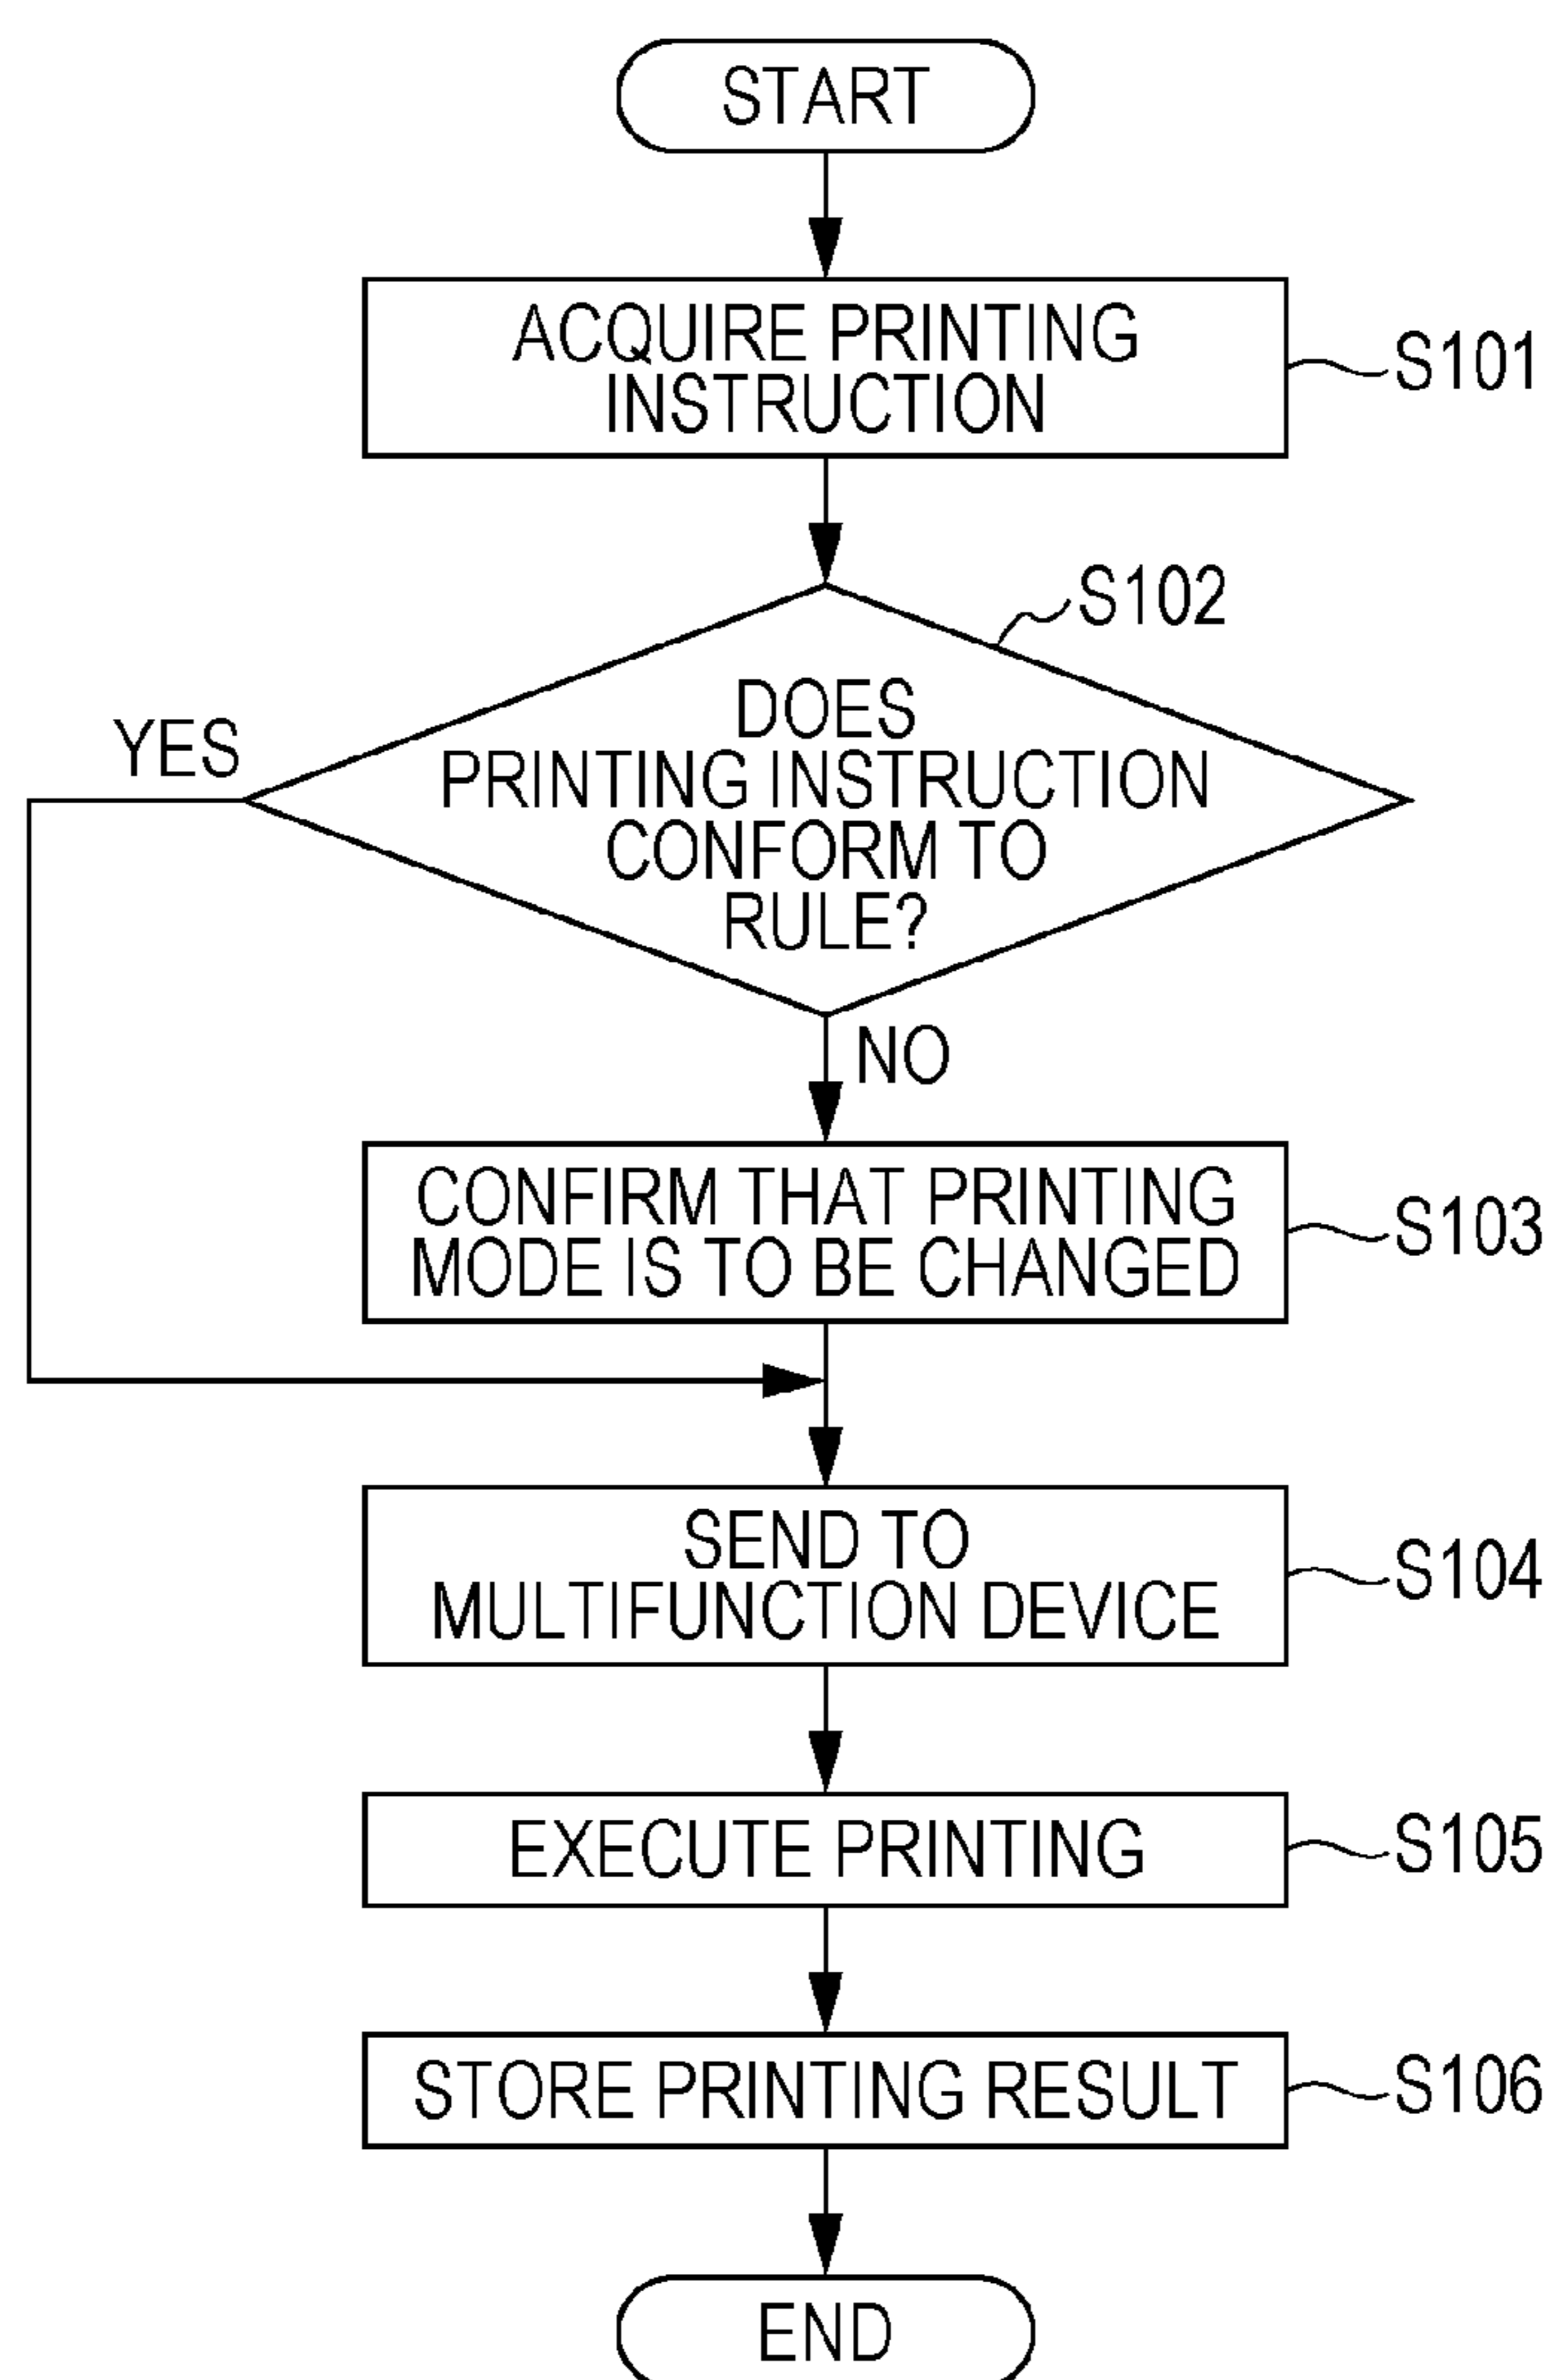 START
ACQUIRE PRINTING
INSTRUCTION
S101
S102
DOES
PRINTING INSTRUCTION
CONFORM TO
RULE?
YES
NO
CONFIRM THAT PRINTING
MODE IS TO BE CHANGED
S103
SEND TO
MULTIFUNCTION DEVICE
S104
EXECUTE PRINTING
S105
STORE PRINTING RESULT
S106
END